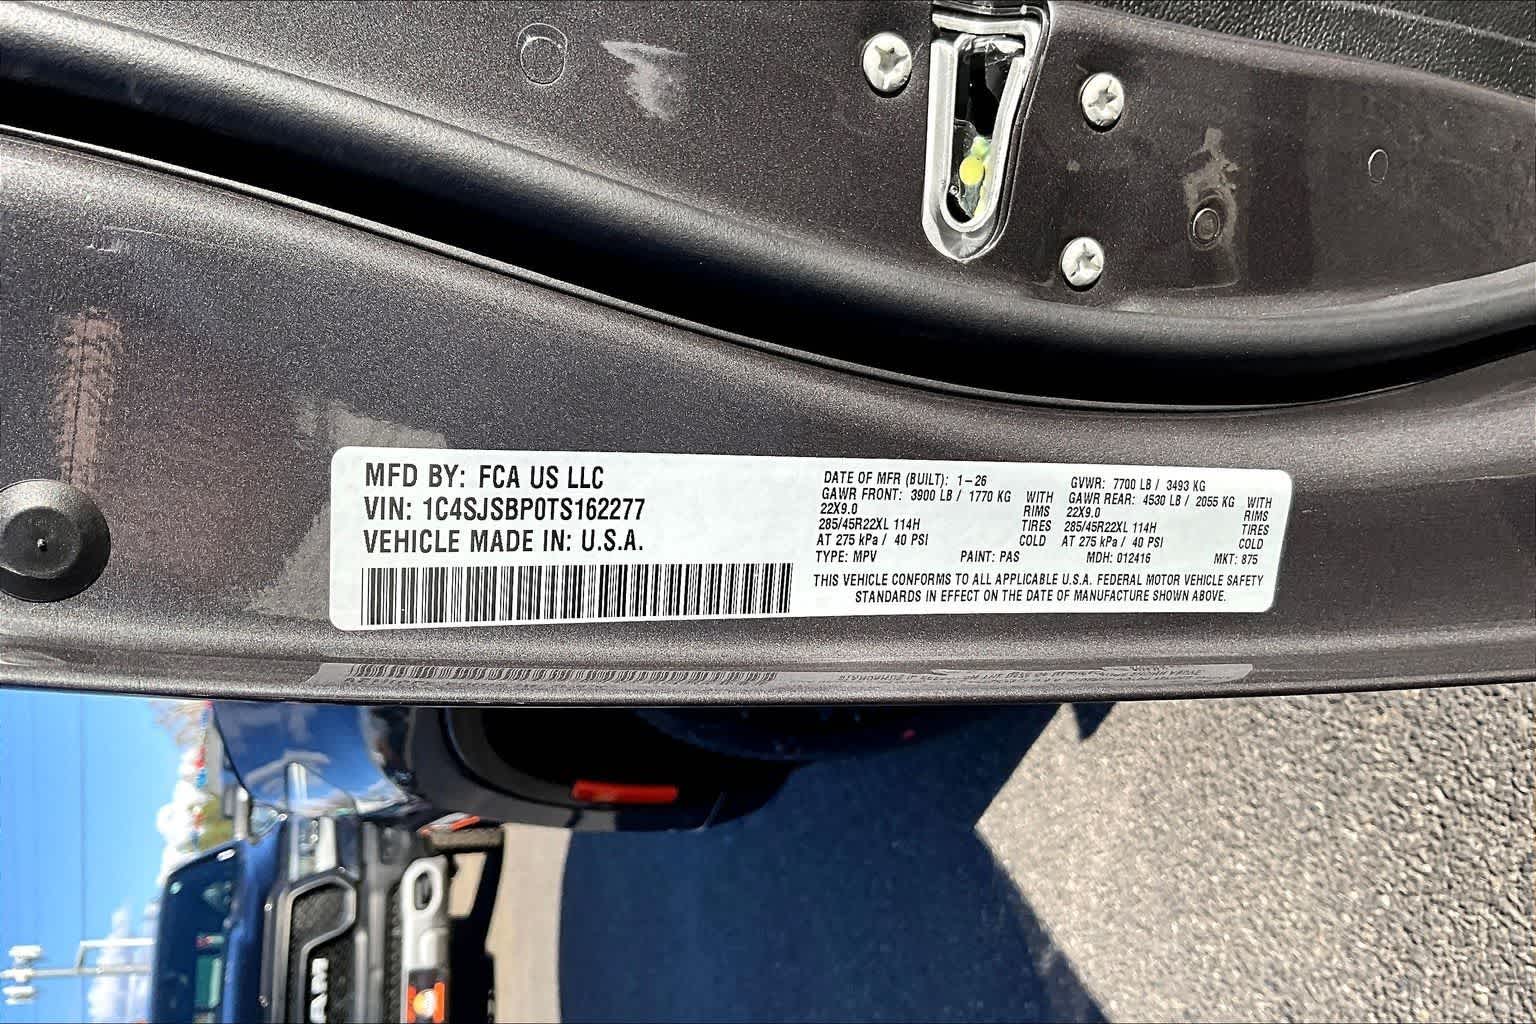 MFD BY: FCA US LLC
VIN: 1C4SJSBP0TS162277
VEHICLE MADE IN: U.S.A.
DATE OF MFR (BUILT): 1-26 GVWR: 7700 LB / 3493 KG
GAWR FRONT: 3900 LB / 1770 KG WITH GAWR REAR: 4530 LB / 2055 KG WITH
22X9.0 RIMS 22X9.0 RIMS
285/45R22XL 114H TIRES 285/45R22XL 114H TIRES
AT 275 kPa / 40 PSI COLD AT 275 kPa / 40 PSI COLD
TYPE: MPV PAINT: PAS MDH: 012416 MKT: 875
THIS VEHICLE CONFORMS TO ALL APPLICABLE U.S.A. FEDERAL MOTOR VEHICLE SAFETY
STANDARDS IN EFFECT ON THE DATE OF MANUFACTURE SHOWN ABOVE.